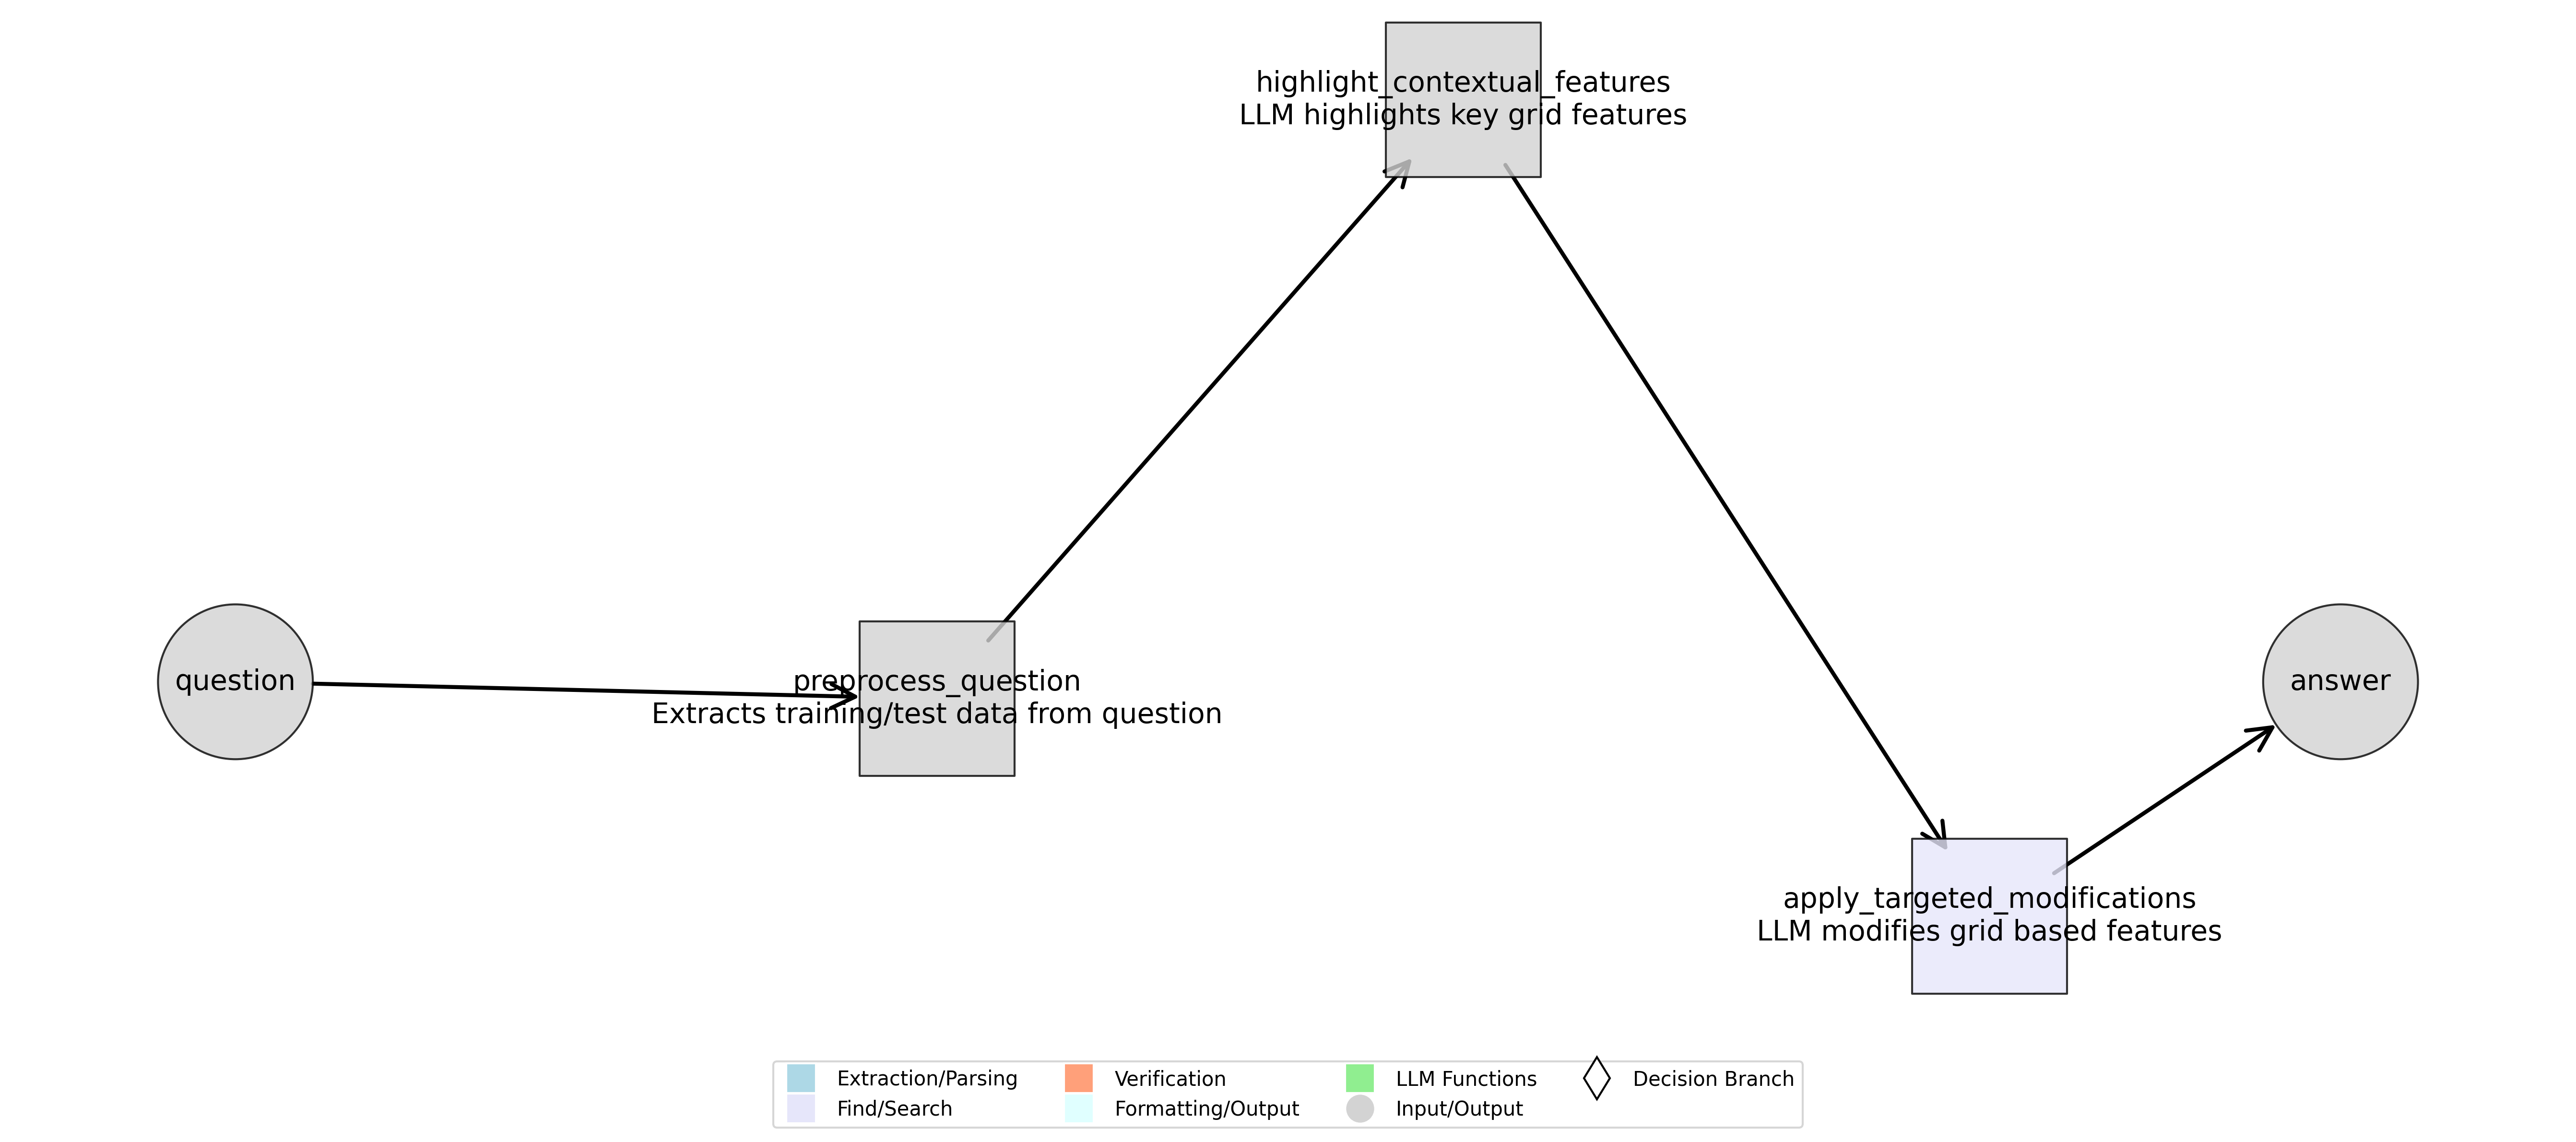 highlight_contextual_features
LLM highlights key grid features
question
preprocess_question
Extracts training/test data from question
answer
apply_targeted_modifications
LLM modifies grid based features
Extraction/Parsing
Find/Search
Verification
Formatting/Output
LLM Functions
Input/Output
Decision Branch